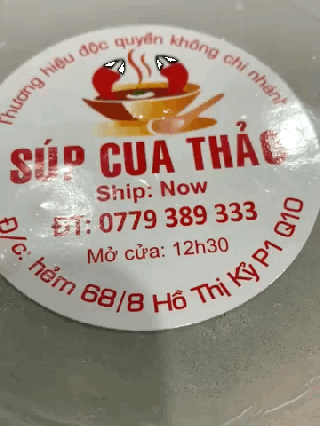 Thương hiệu độc quyền không chi nhánh
SÚP CUA THẢO
Ship: Now
ĐT: 0779 389 333
Mở cửa: 12h30
Đ/c: hẻm 68/8 Hồ Thị Kỷ P1 Q10